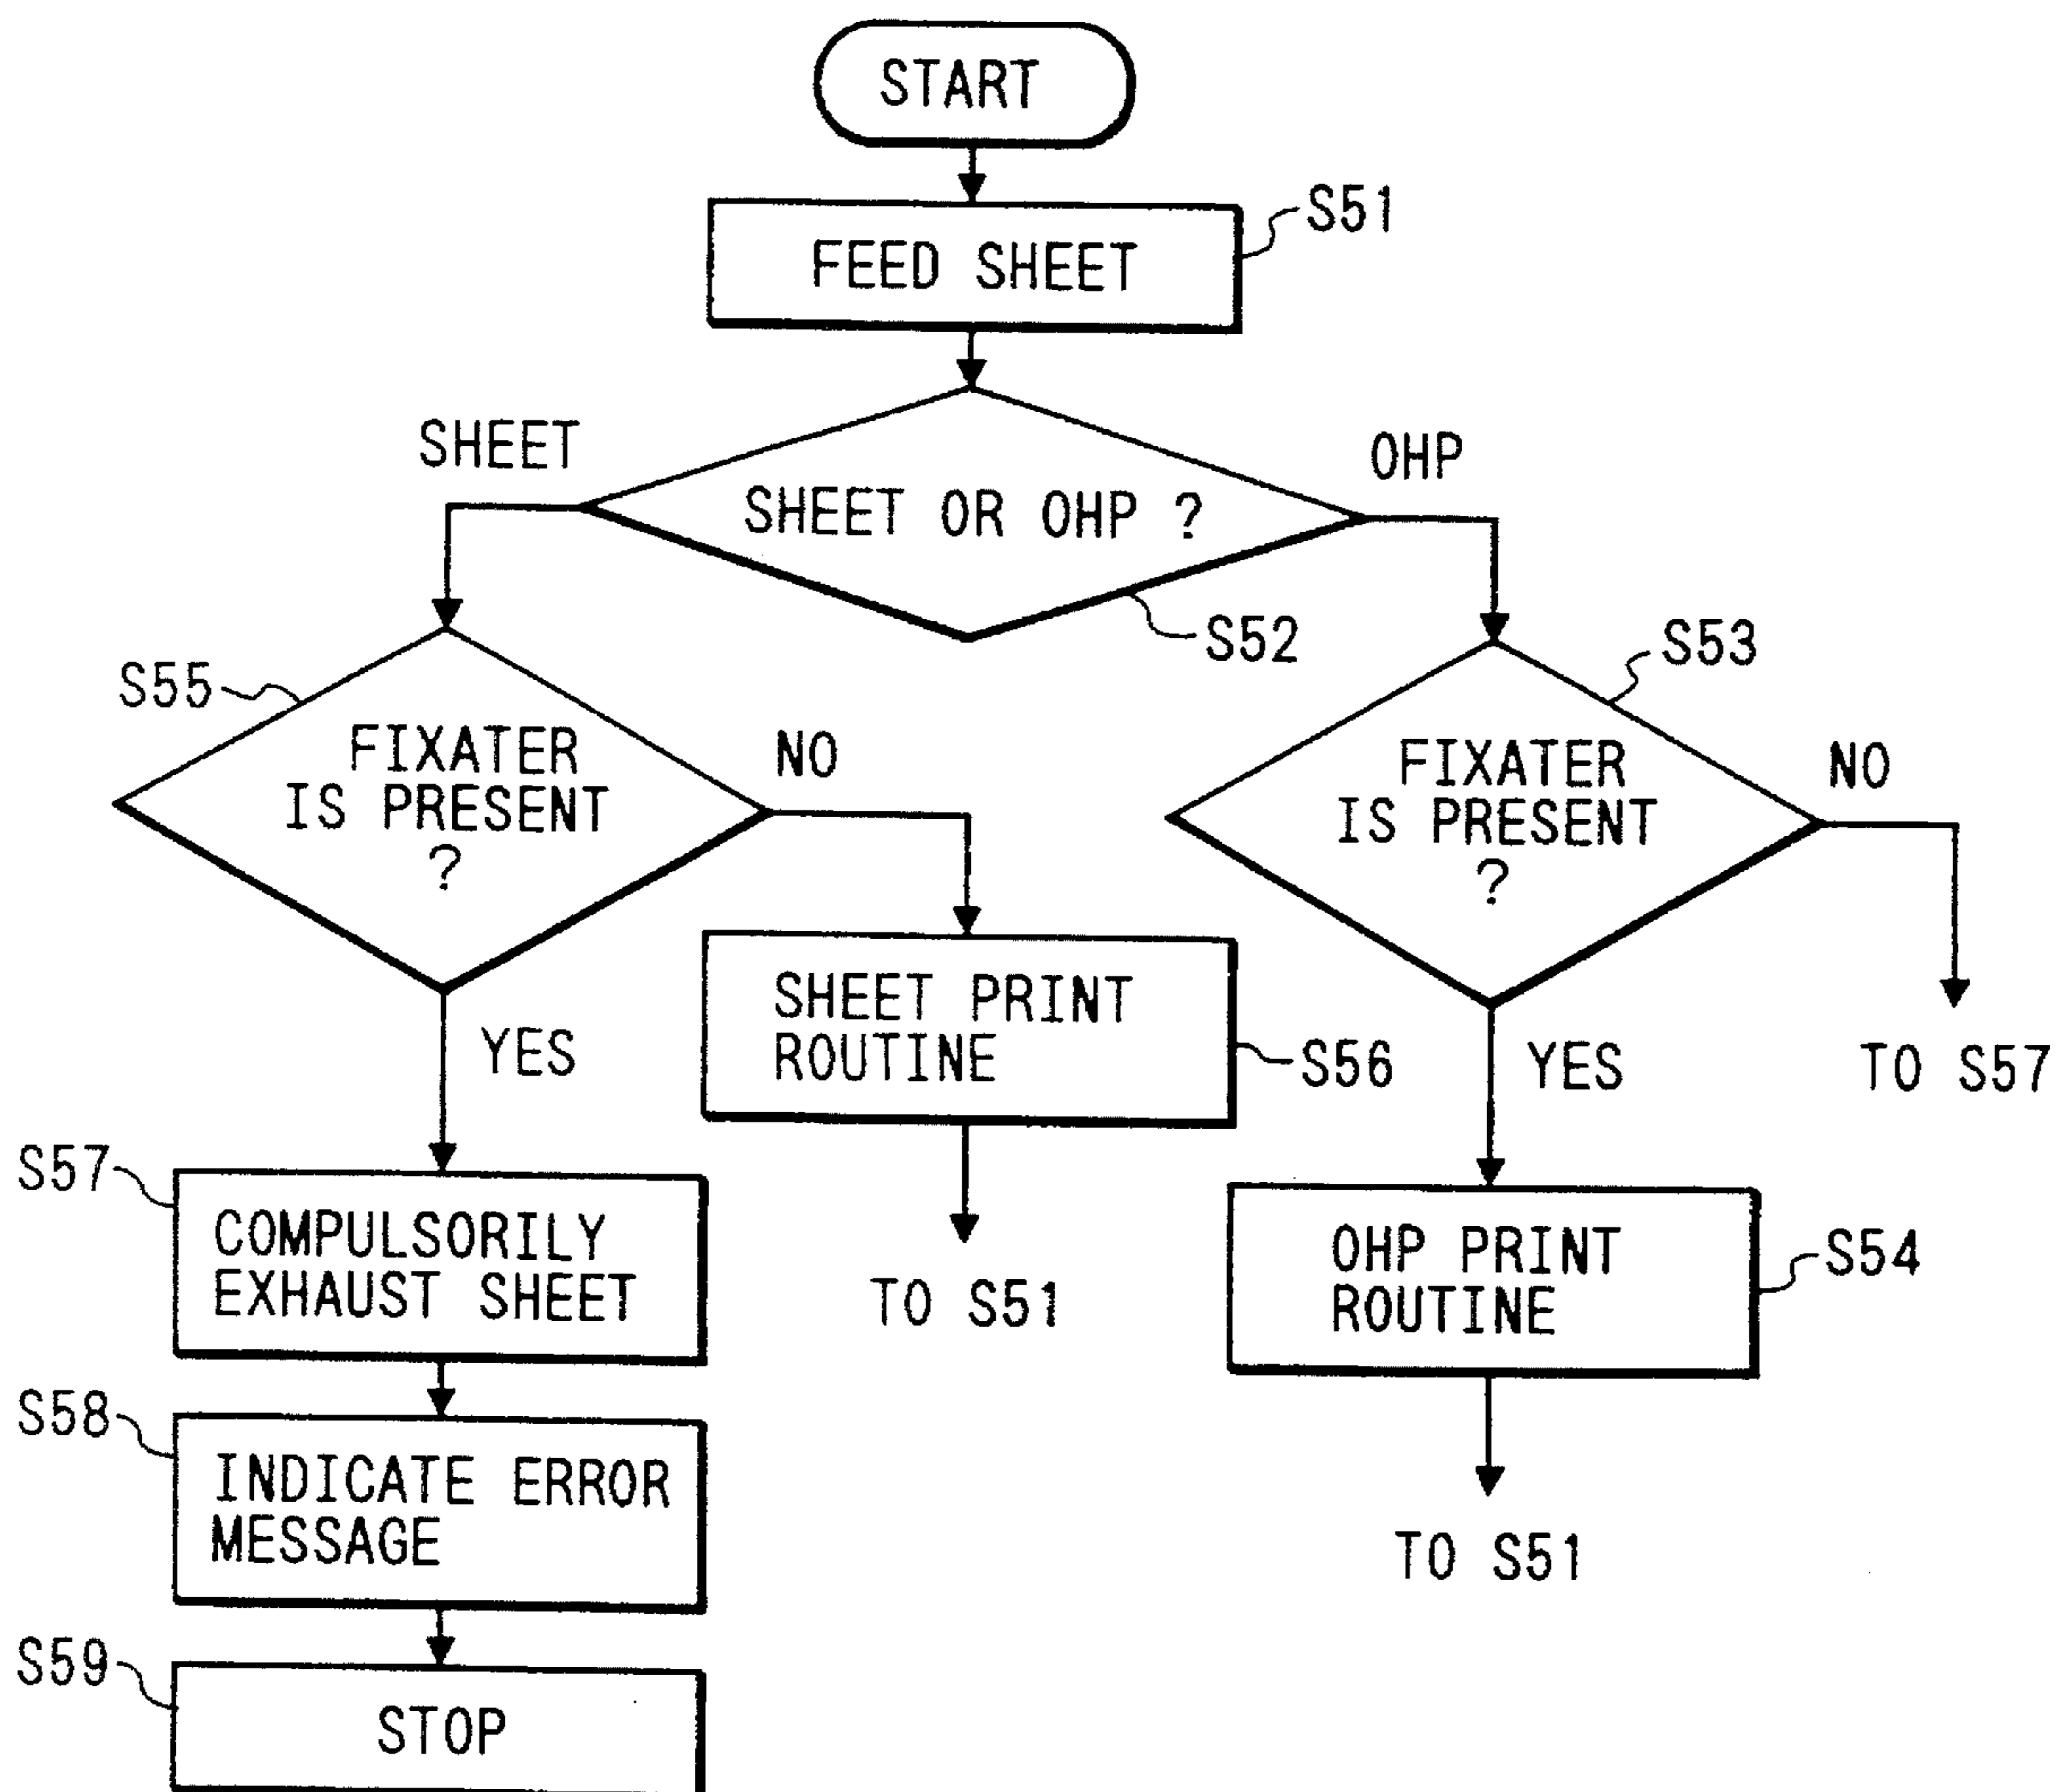 START
S51
FEED SHEET
SHEET
OHP
SHEET OR OHP ?
S52
S53
S55
FIXATER
IS PRESENT
?
NO
FIXATER
IS PRESENT
?
NO
SHEET PRINT
ROUTINE
S56
YES
YES
TO S57
S57
COMPULSORILY
EXHAUST SHEET
TO S51
OHP PRINT
ROUTINE
S54
S58
INDICATE ERROR
MESSAGE
TO S51
S59
STOP